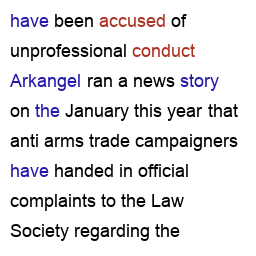 have been accused of
unprofessional conduct
Arkangel ran a news story
on the January this year that
anti arms trade campaigners
have handed in official
complaints to the Law
Society regarding the